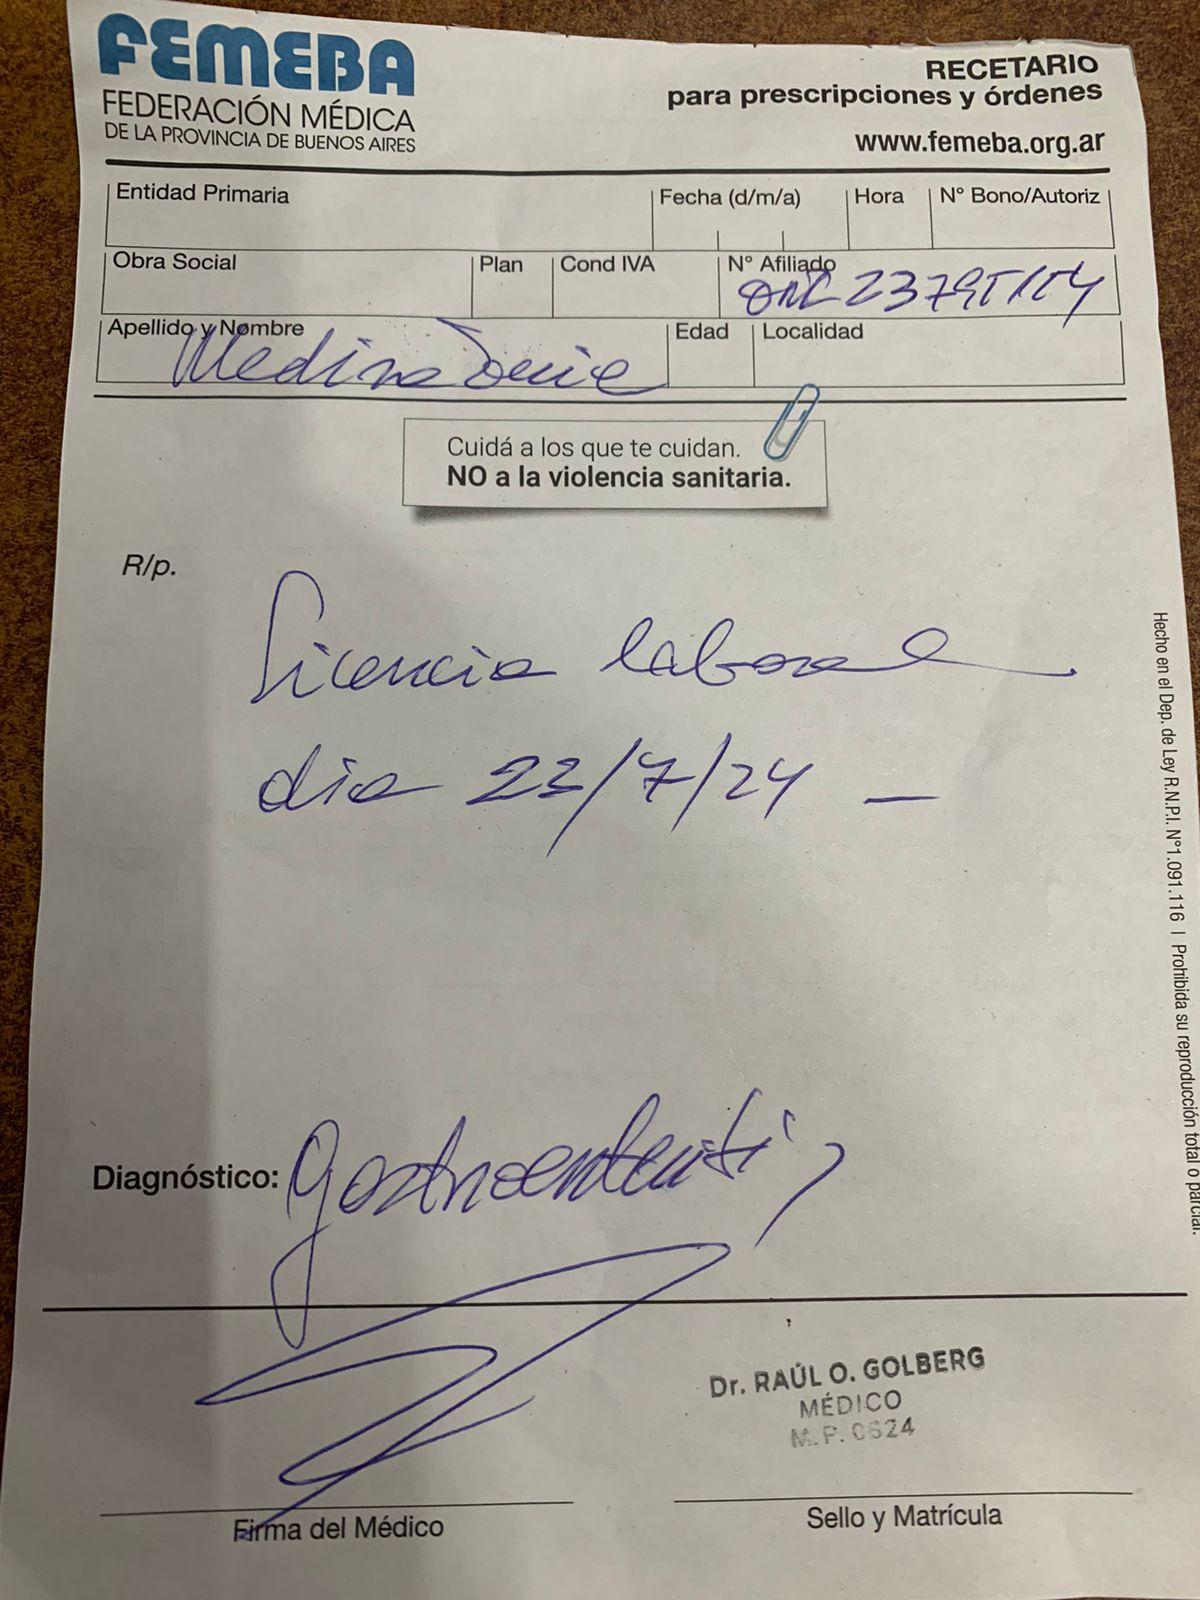 FEMEBA
FEDERACIÓN MÉDICA
DE LA PROVINCIA DE BUENOS AIRES
RECETARIO
para prescripciones y órdenes
www.femeba.org.ar
Entidad Primaria
Fecha (d/m/a)
Hora
N° Bono/Autoriz
Obra Social
Plan
Cond IVA
N° Afiliado
Apellido y Nombre
Medina
Edad
Localidad
Cuidá a los que te cuidan.
NO a la violencia sanitaria.
R/p.
Licencia laboral
dia 23/7/24 —
Diagnóstico: gastroenteritis
Dr. RAÚL O. GOLBERG
MÉDICO
M.P. 0624
Firma del Médico
Sello y Matrícula
Hecho en el Dep. de Ley R.N.P.I. N°1.091.116 | Prohibida su reproducción total o parcial.